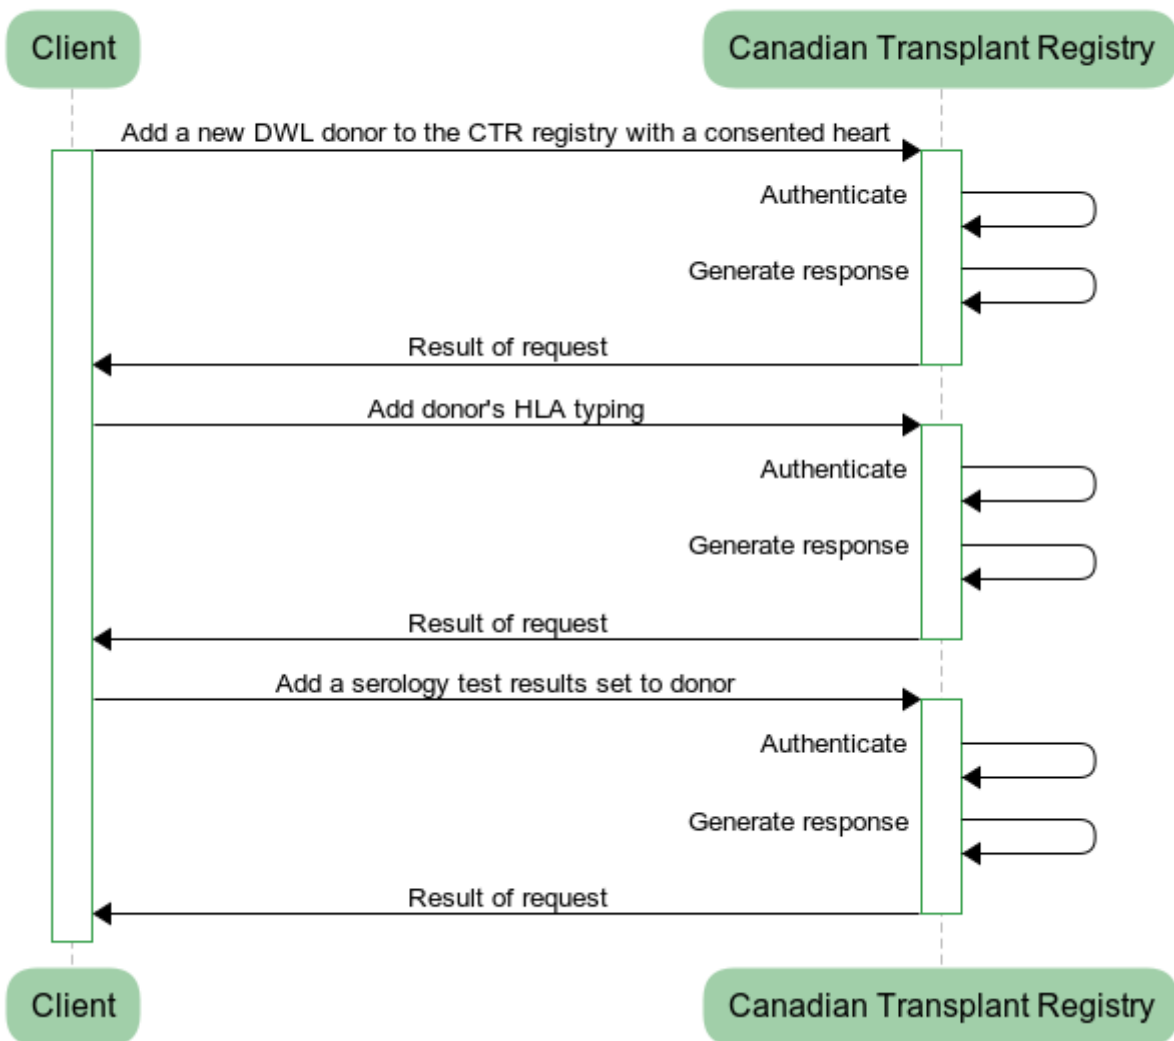 Client
Canadian Transplant Registry
Add a new DWL donor to the CTR registry with a consented heart
Authenticate
Generate response
Result of request
Add donor's HLA typing
Authenticate
Generate response
Result of request
Add a serology test results set to donor
Authenticate
Generate response
Result of request
Client
Canadian Transplant Registry